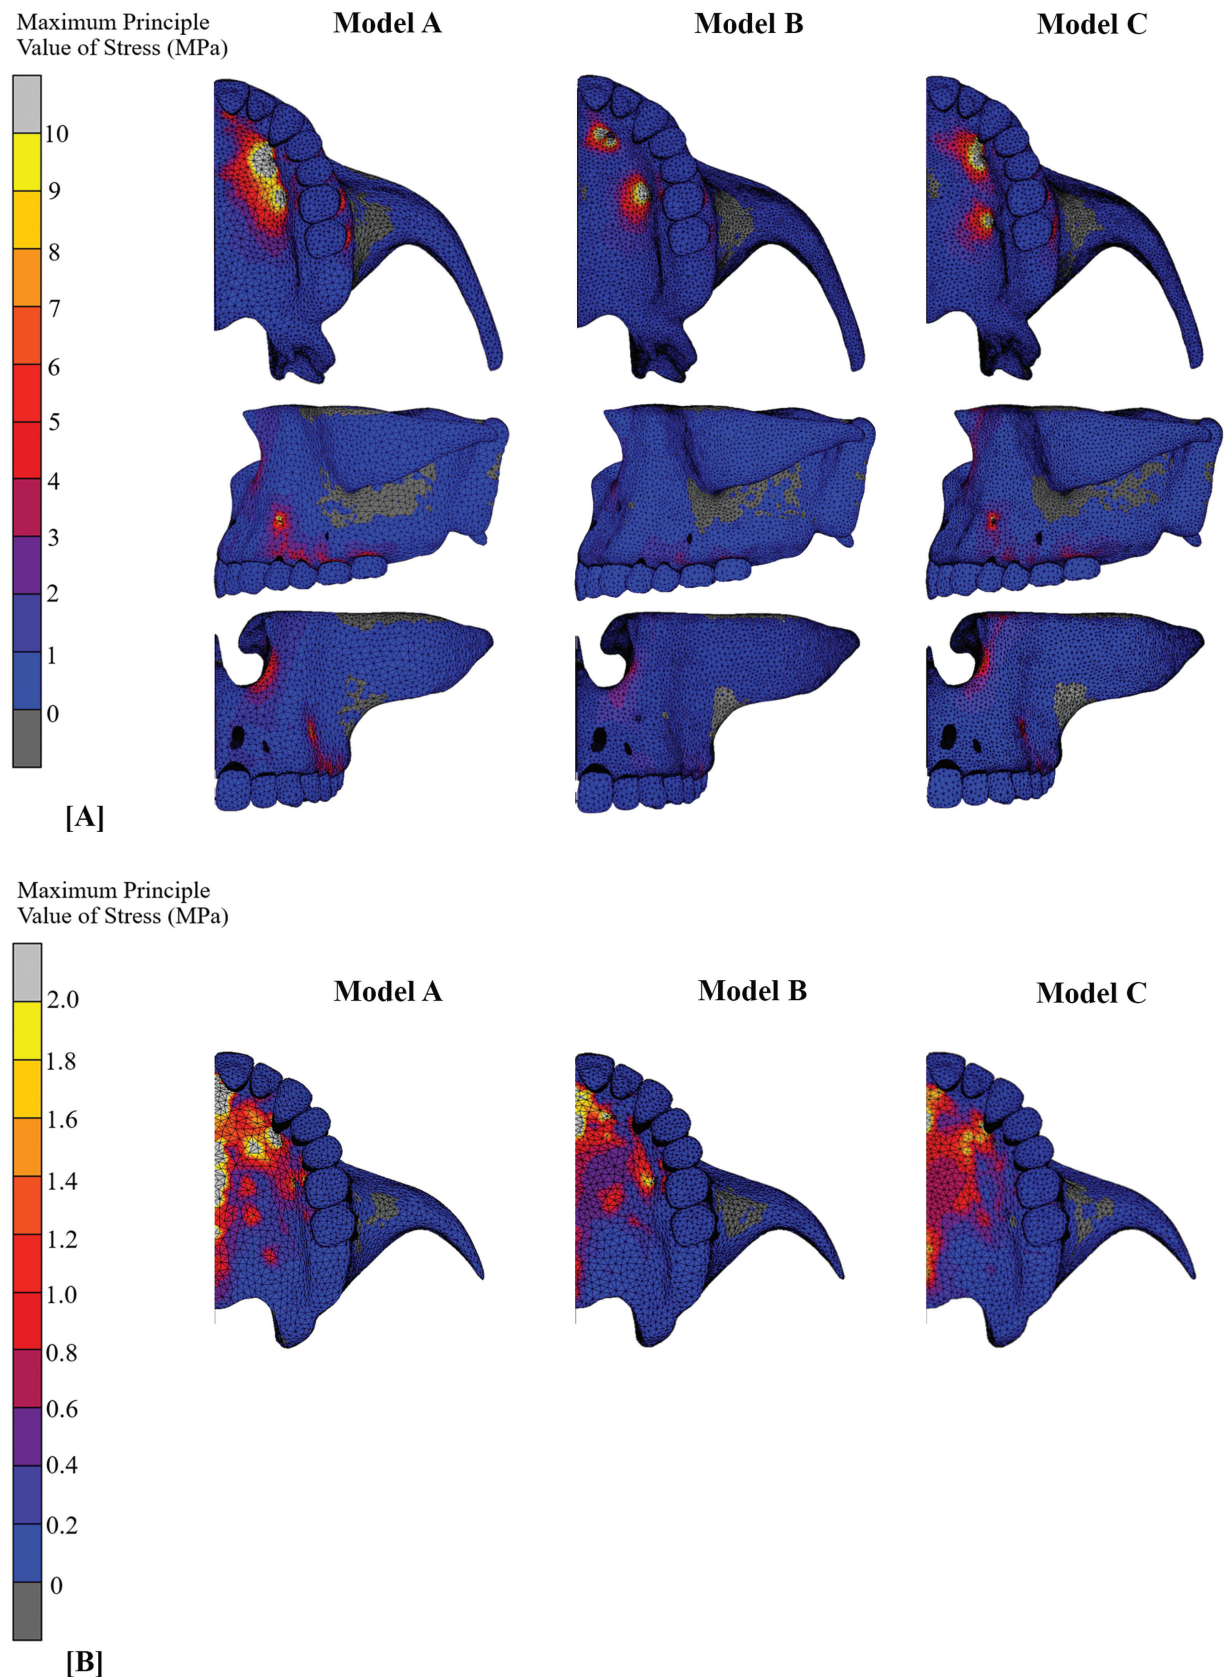 Maximum Principle
Value of Stress (MPa)
Model A
Model B
Model C
10
9
8
7
6
5
4
3
2
1
0
[A]
Maximum Principle
Value of Stress (MPa)
Model A
Model B
Model C
2.0
1.8
1.6
1.4
1.2
1.0
0.8
0.6
0.4
0.2
0
[B]